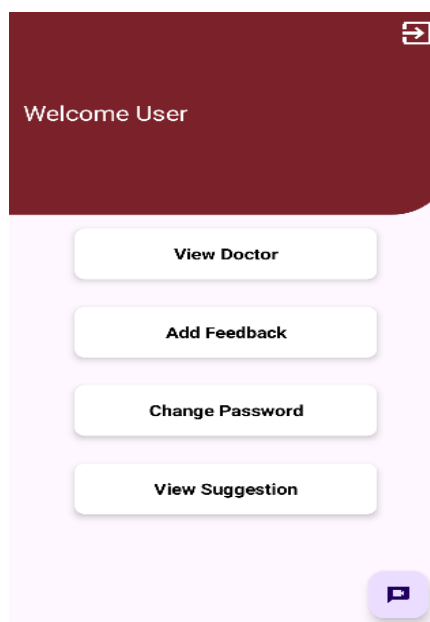 Welcome User
View Doctor
Add Feedback
Change Password
View Suggestion